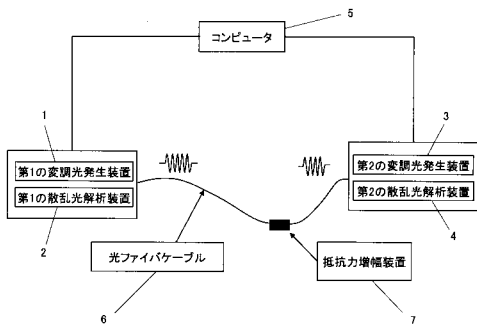 5
コンピュータ
1
第1の変調光発生装置
第1の散乱光解析装置
2
3
第2の変調光発生装置
第2の散乱光解析装置
4
光ファイバケーブル
6
抵抗力増幅装置
7